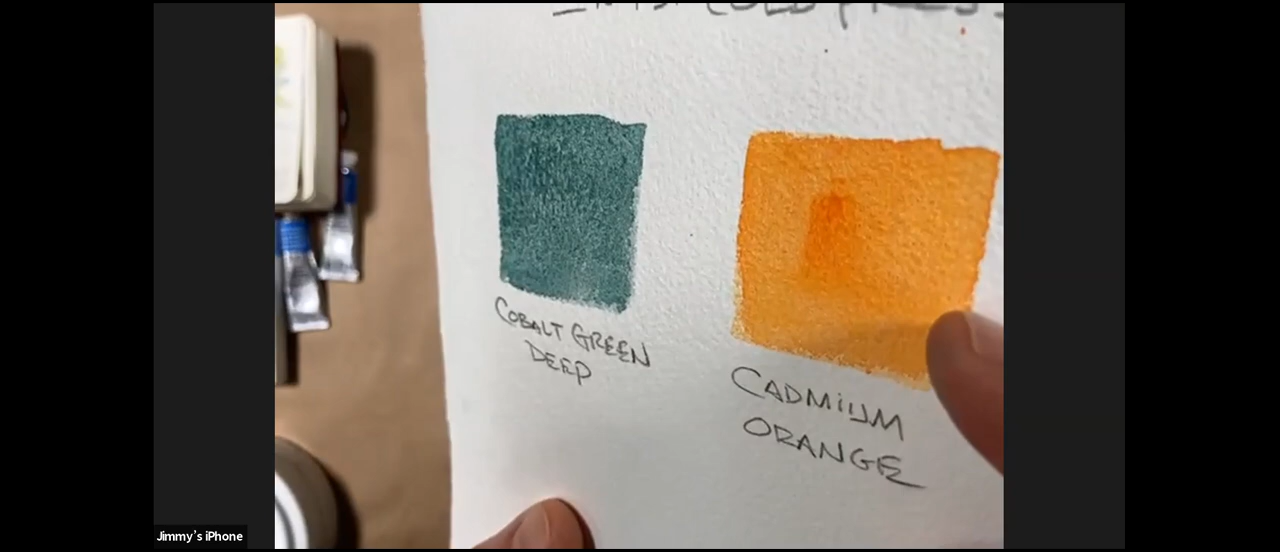 COBALT GREEN
DEEP
CADMIUM
ORANGE
Jimmy's iPhone